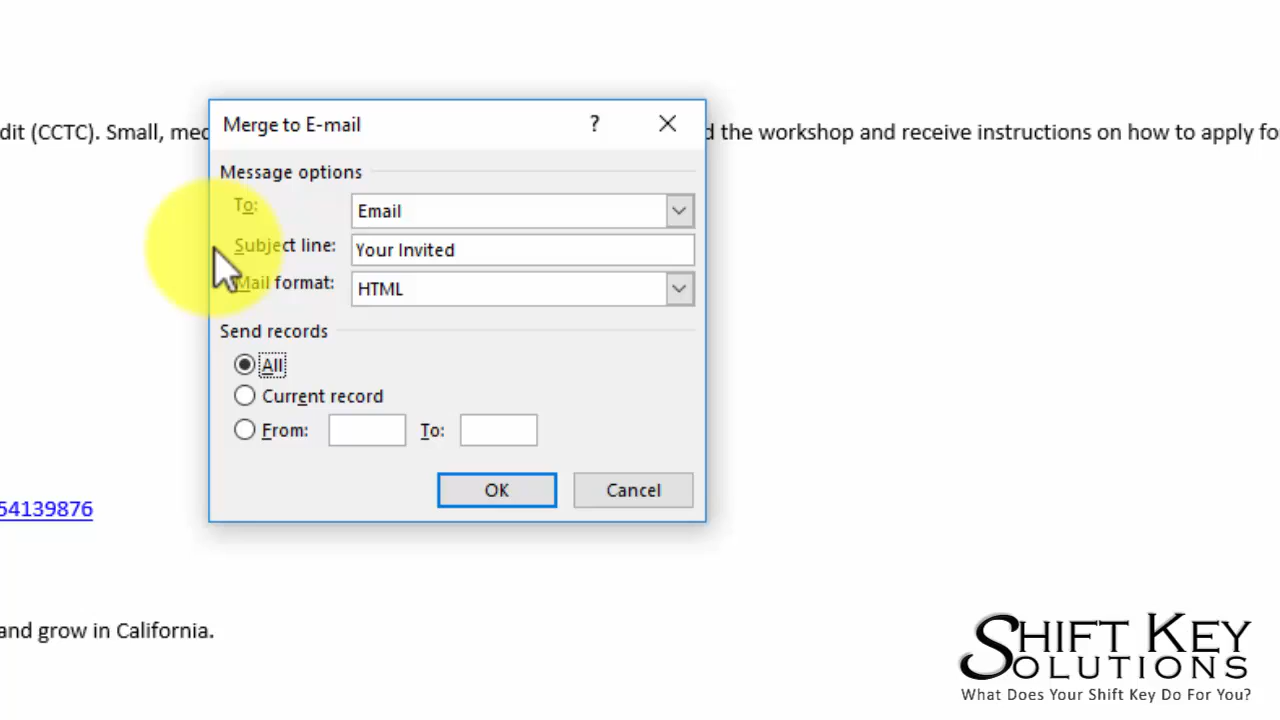 Merge to E-mail ?
dit (CCTC). Small, med d the workshop and receive instructions on how to apply fo
Message options
To: Email
Subject line: Your Invited
Mail format: HTML
Send records
All
Current record
From: To:
OK Cancel
54139876
and grow in California.
SHIFT KEY
SOLUTIONS
What Does Your Shift Key Do For You?